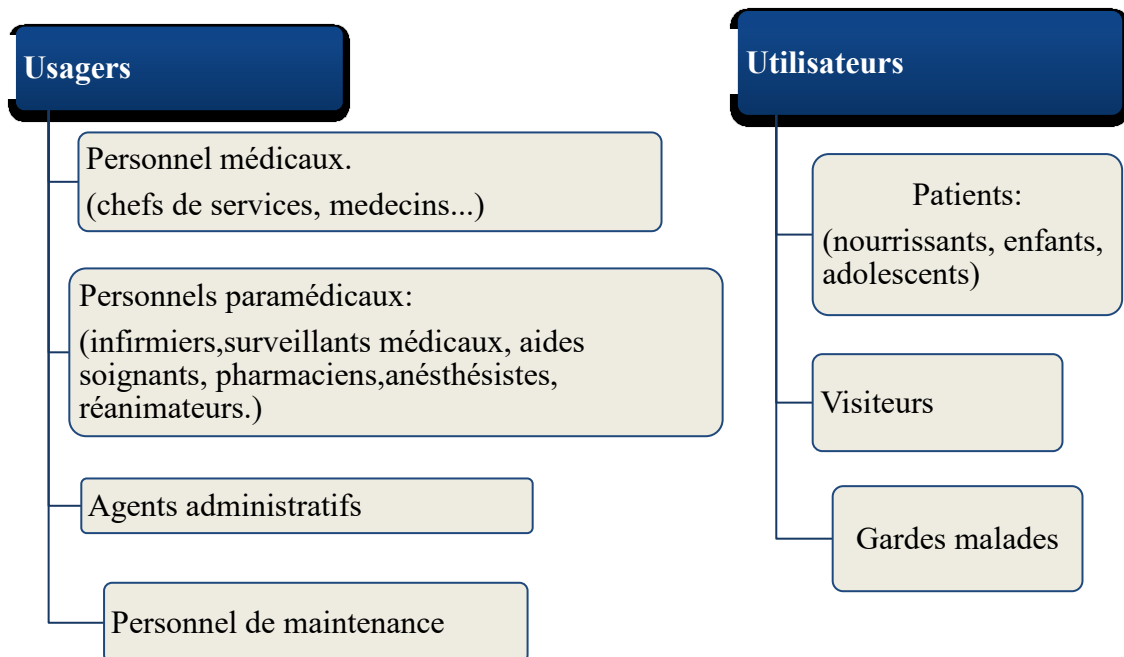 Usagers
Personnel médicaux.
(chefs de services, medecins...)
Personnels paramédicaux:
(infirmiers,surveillants médicaux, aides
soignants, pharmaciens,anésthésistes,
réanimateurs.)
Agents administratifs
Personnel de maintenance
Utilisateurs
Patients:
(nourrissants, enfants,
adolescents)
Visiteurs
Gardes malades